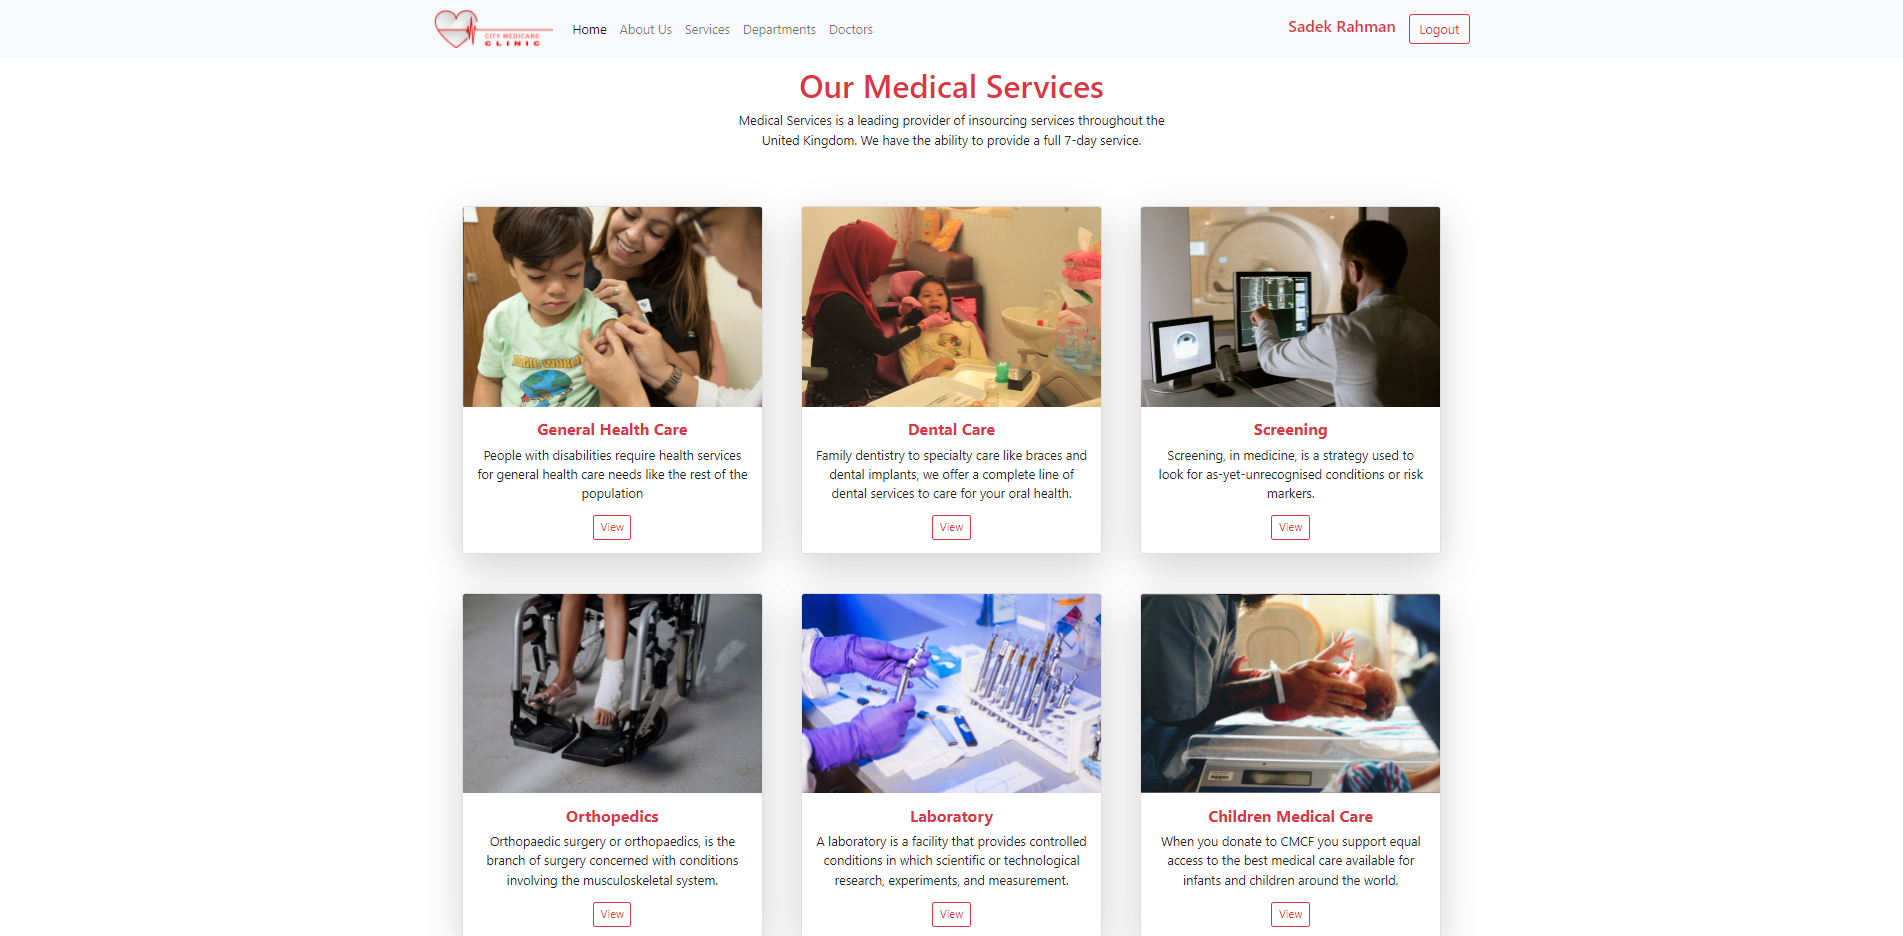 CITY MEDICARE
CLINIC
Home About Us Services Departments Doctors
Sadek Rahman Logout
Our Medical Services
Medical Services is a leading provider of insourcing services throughout the
United Kingdom. We have the ability to provide a full 7-day service.
AGIC WORLD
General Health Care
People with disabilities require health services
for general health care needs like the rest of the
population
View
Dental Care
Family dentistry to specialty care like braces and
dental implants, we offer a complete line of
dental services to care for your oral health.
View
Screening
Screening, in medicine, is a strategy used to
look for as-yet-unrecognised conditions or risk
markers.
View
Orthopedics
Orthopaedic surgery or orthopaedics, is the
branch of surgery concerned with conditions
involving the musculoskeletal system.
View
Laboratory
A laboratory is a facility that provides controlled
conditions in which scientific or technological
research, experiments, and measurement.
View
Children Medical Care
When you donate to CMCF you support equal
access to the best medical care available for
infants and children around the world.
View